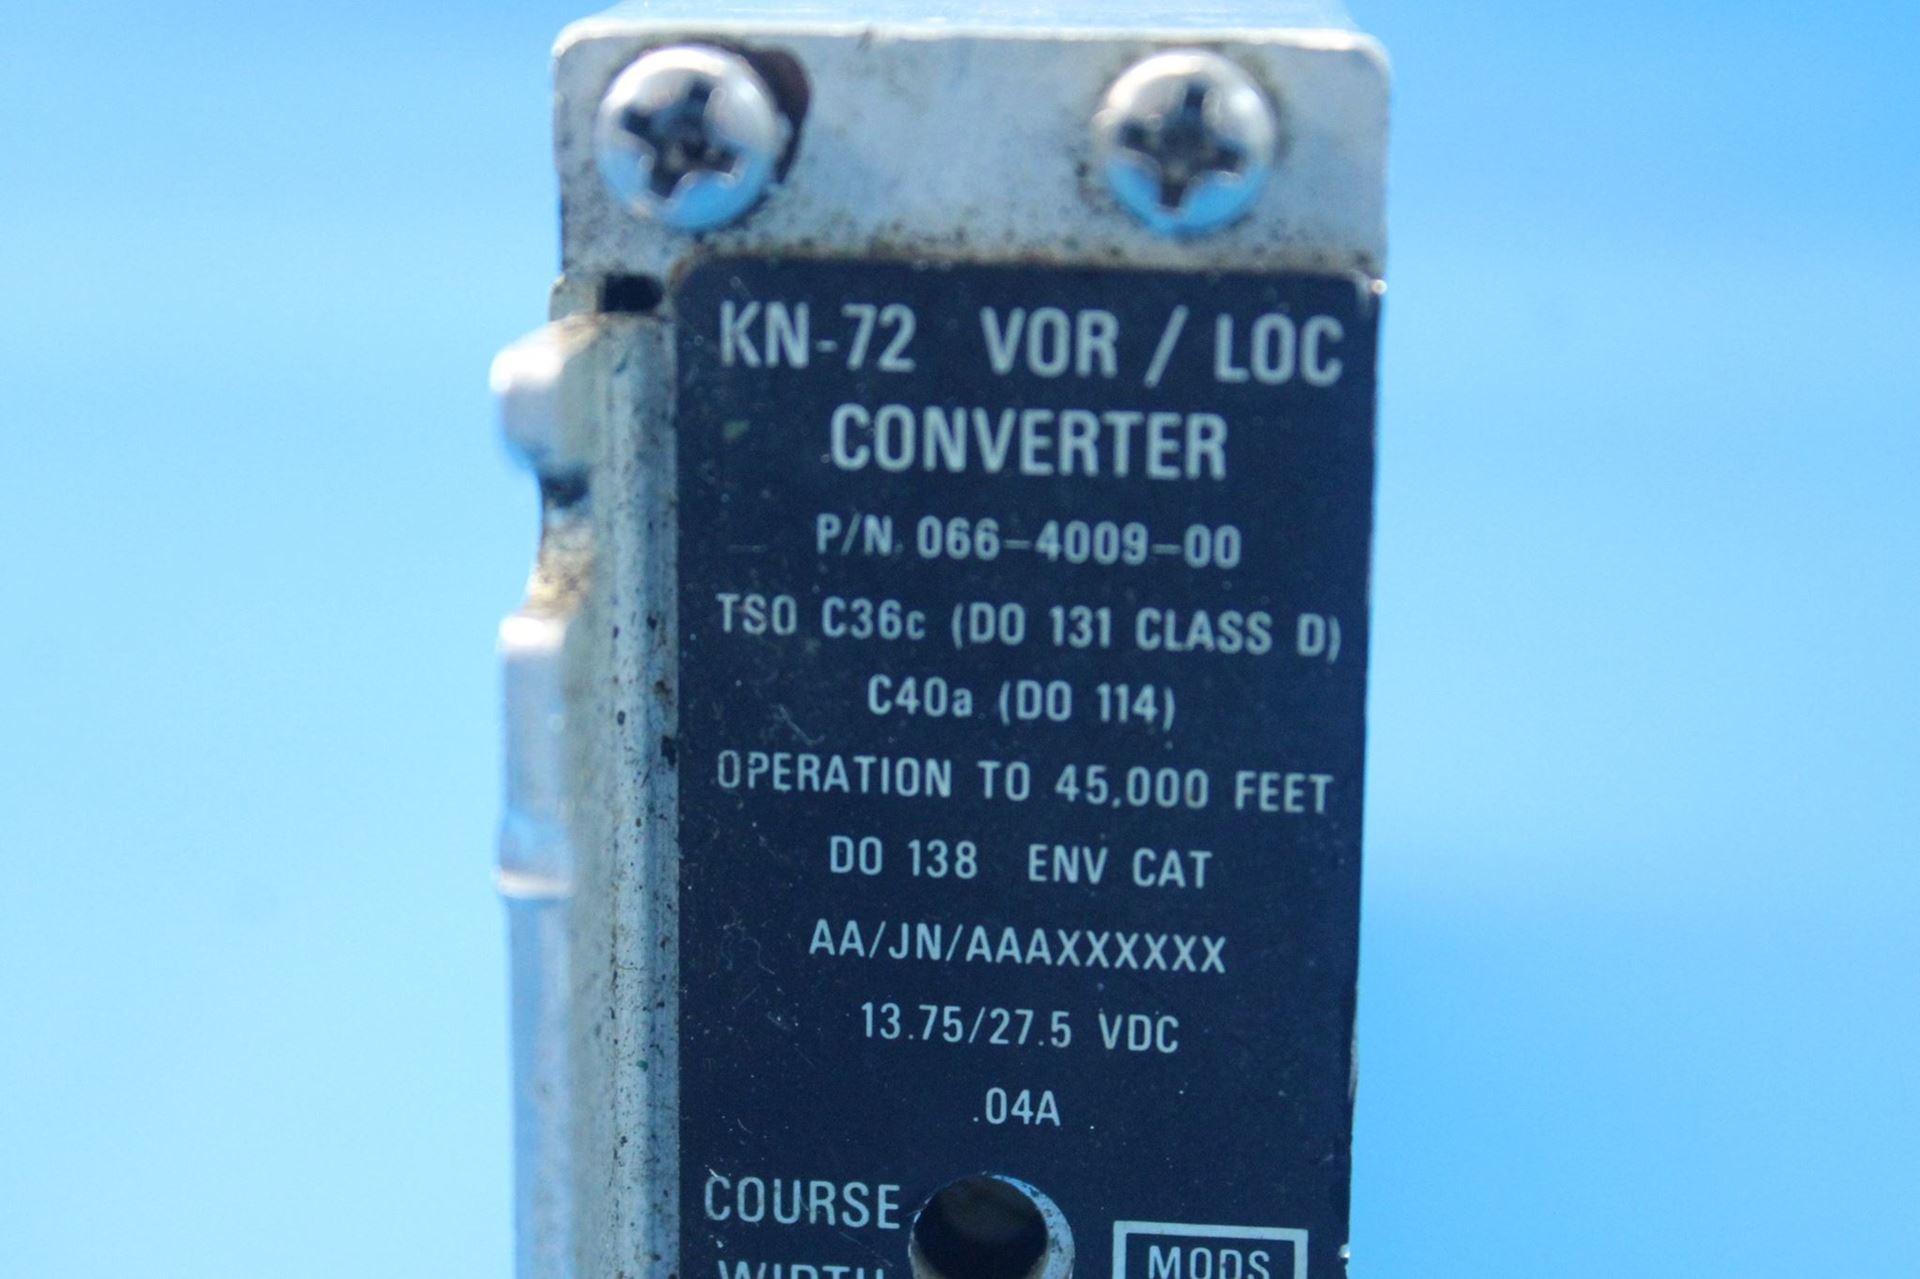 KN-72 VOR / LOC
CONVERTER
P/N. 066-4009-00
TSO C36c (DO 131 CLASS D)
C40a (DO 114)
OPERATION TO 45,000 FEET
DO 138 ENV CAT
AA/JN/AAAXXXXXX
13.75/27.5 VDC
.04A
COURSE
WIDTH
MODS